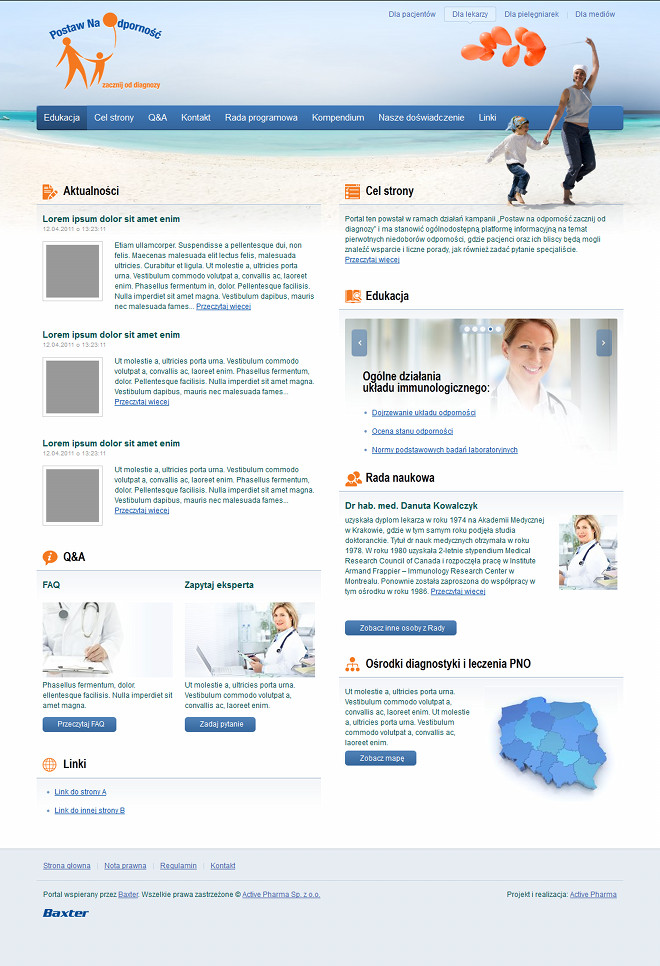 Postaw Na Odporność
zacznij od diagnozy
Dla pacjentów
Dla lekarzy
Dla pielęgniarek
Dla mediów
Edukacja
Cel strony
Q&A
Kontakt
Rada programowa
Kompendium
Nasze doświadczenie
Linki
Aktualności
Lorem ipsum dolor sit amet enim
12.04.2011 o 13:23:11
Etiam ullamcorper. Suspendisse a pellentesque dui, non
felis. Maecenas malesuada elit lectus felis, malesuada
ultricies. Curabitur et ligula. Ut molestie a, ultricies porta
urna. Vestibulum commodo volutpat a, convallis ac, laoreet
enim. Phasellus fermentum in, dolor. Pellentesque facilisis.
Nulla imperdiet sit amet magna. Vestibulum dapibus, mauris
nec malesuada fames... Przeczytaj więcej
Lorem ipsum dolor sit amet enim
12.04.2011 o 13:23:11
Ut molestie a, ultricies porta urna. Vestibulum commodo
volutpat a, convallis ac, laoreet enim. Phasellus fermentum,
dolor. Pellentesque facilisis. Nulla imperdiet sit amet magna.
Vestibulum dapibus, mauris nec malesuada fames...
Przeczytaj więcej
Lorem ipsum dolor sit amet enim
12.04.2011 o 13:23:11
Ut molestie a, ultricies porta urna. Vestibulum commodo
volutpat a, convallis ac, laoreet enim. Phasellus fermentum,
dolor. Pellentesque facilisis. Nulla imperdiet sit amet magna.
Vestibulum dapibus, mauris nec malesuada fames...
Przeczytaj więcej
Q&A
FAQ
Phasellus fermentum, dolor.
ellentesque facilisis. Nulla imperdiet sit
amet magna.
Przeczytaj FAQ
Zapytaj eksperta
Ut molestie a, ultricies porta urna.
Vestibulum commodo volutpat a,
convallis ac, laoreet enim.
Zadaj pytanie
Linki
Link do strony A
Link do innej strony B
Cel strony
Portal ten powstał w ramach działań kampanii „Postaw na odporność zacznij od
diagnozy” i ma stanowić ogólnodostępną platformę informacyjną na temat
pierwotnych niedoborów odporności, gdzie pacjenci oraz ich bliscy będą mogli
znaleźć wsparcie i liczne porady, jak również zadać pytanie specjaliście.
Przeczytaj więcej
Edukacja
Ogólne działania
układu immunologicznego:
Dojrzewanie układu odporności
Ocena stanu odporności
Normy podstawowych badań laboratoryjnych
Rada naukowa
Dr hab. med. Danuta Kowalczyk
uzyskała dyplom lekarza w roku 1974 na Akademii Medycznej
w Krakowie, gdzie w tym samym roku podjęła studia
doktoranckie. Tytuł dr nauk medycznych otrzymała w roku
1978. W roku 1980 uzyskała 2-letnie stypendium Medical
Research Council of Canada i rozpoczęła pracę w Institute
Armand Frappier – Immunology Research Center w
Montrealu. Ponownie została zaproszona do współpracy w
tym ośrodku w roku 1986. Przeczytaj więcej
Zobacz inne osoby z Rady
Ośrodki diagnostyki i leczenia PNO
Ut molestie a, ultricies porta urna.
Vestibulum commodo volutpat a,
convallis ac, laoreet enim. Ut molestie
a, ultricies porta urna. Vestibulum
commodo volutpat a, convallis ac,
laoreet enim.
Zobacz mapę
Strona główna
Nota prawna
Regulamin
Kontakt
Portal wspierany przez Baxter. Wszelkie prawa zastrzeżone © Active Pharma Sp. z o.o.
Projekt i realizacja: Active Pharma
Baxter